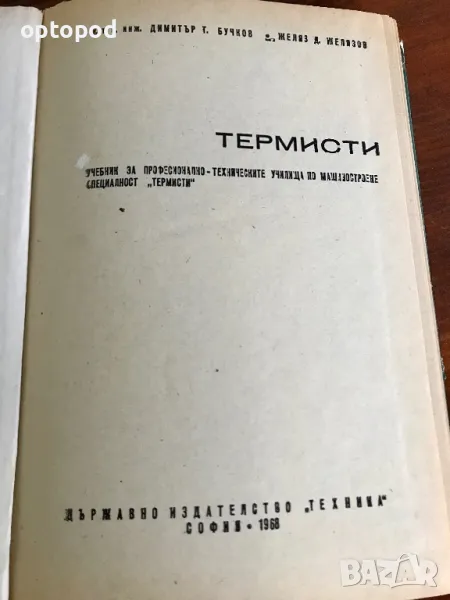 optopod
инж. ДИМИТЪР Т. БУЧКОВ ЖЕЛЯЗ Д. ЖЕЛЯЗОВ
ТЕРМИСТИ
УЧЕБНИК ЗА ПРОФЕСИОНАЛНО-ТЕХНИЧЕСКИТЕ УЧИЛИЩА ПО МАШИНОСТРОЕНЕ
СПЕЦИАЛНОСТ „ТЕРМИСТИ"
ДЪРЖАВНО ИЗДАТЕЛСТВО „ТЕХНИКА"
СОФИЯ • 1968
BAZAR